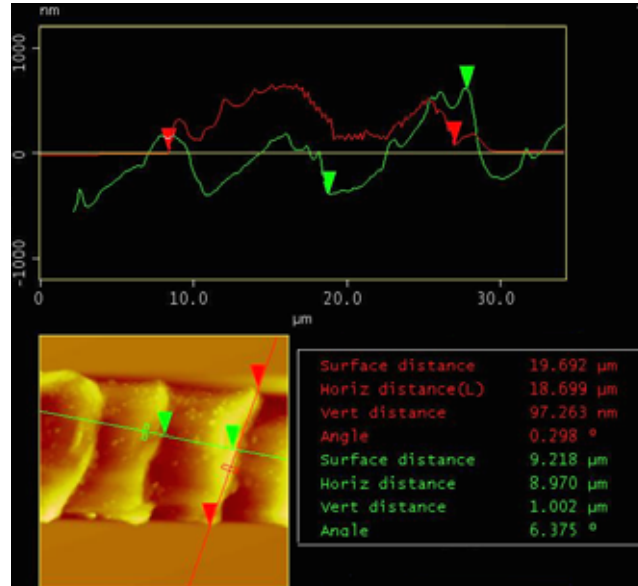 nm
1000
0
-1000
0 10.0 20.0 30.0
µm
Surface distance 19.692 µm
Horiz distance(L) 18.699 µm
Vert distance 97.263 nm
Angle 0.298 º
Surface distance 9.218 µm
Horiz distance 8.970 µm
Vert distance 1.002 µm
Angle 6.375 º